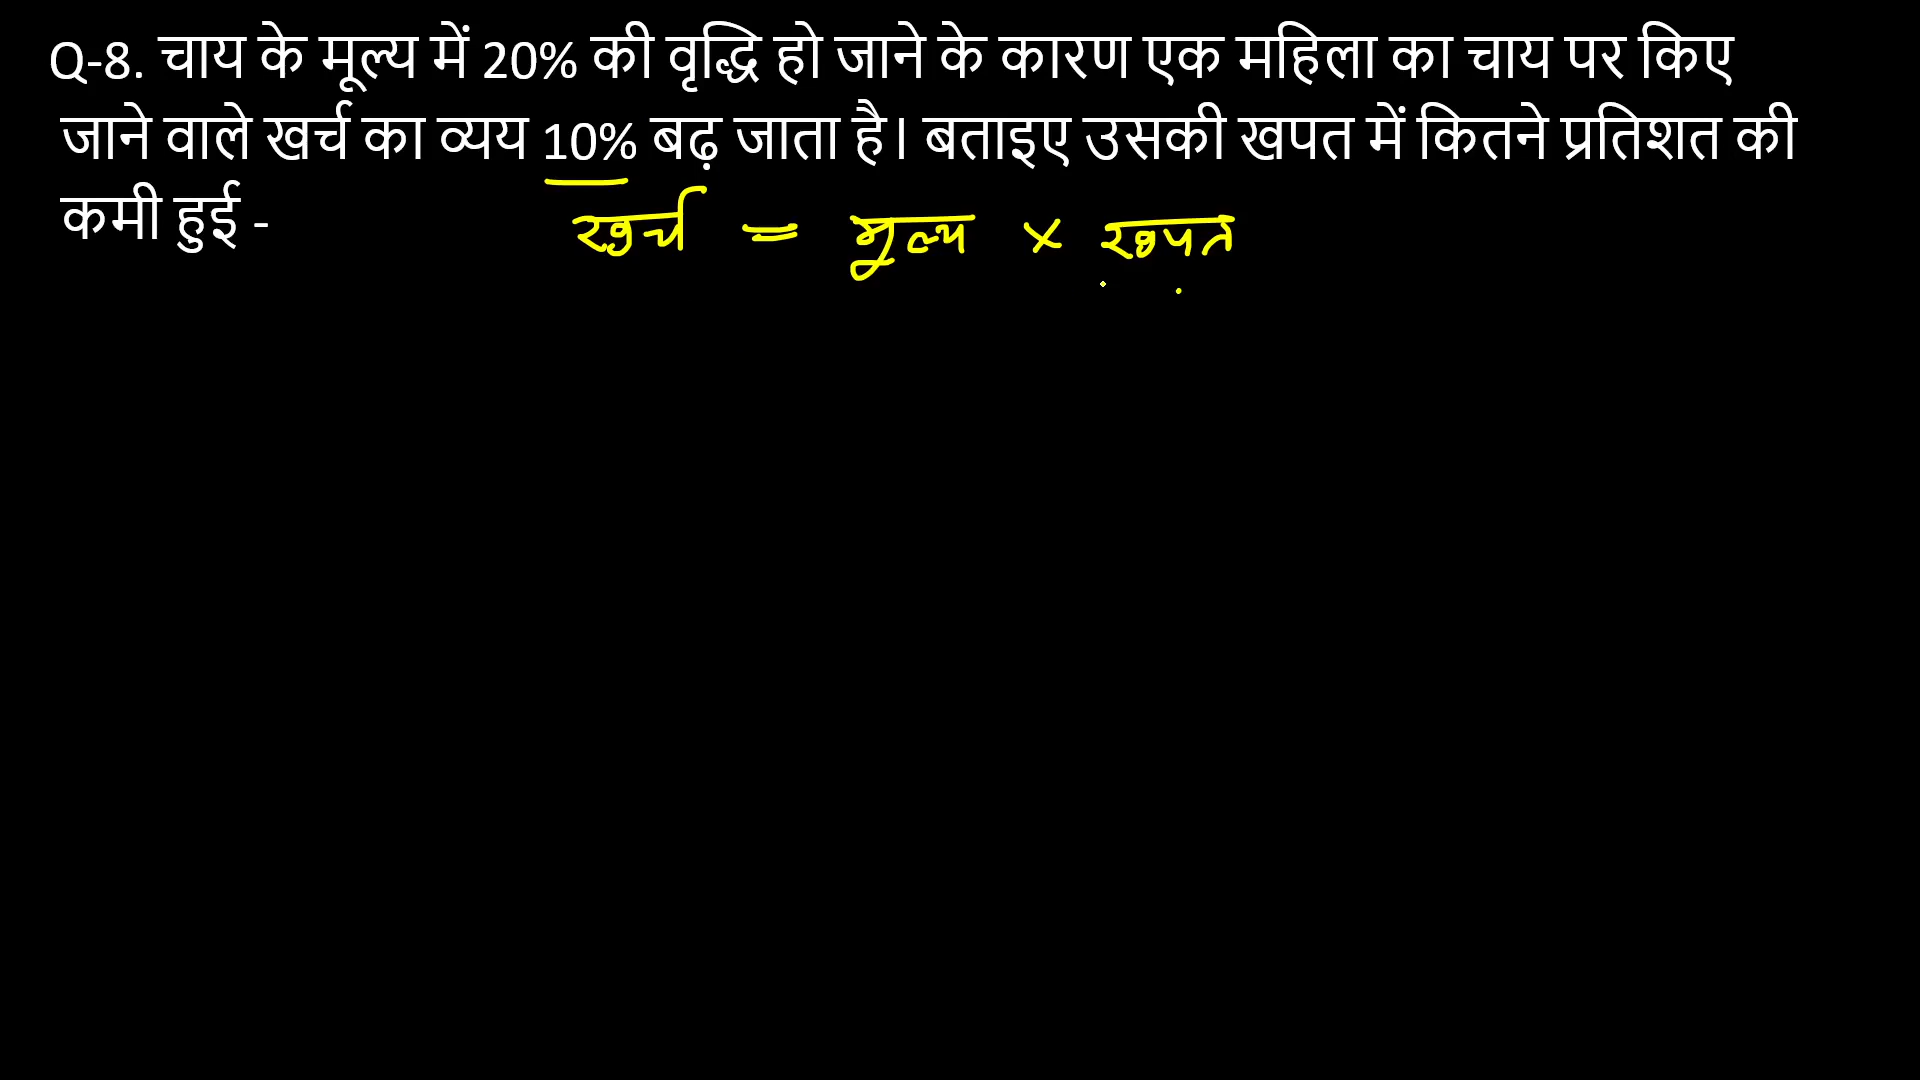 Q-8. चाय के मूल्य में 20% की वृद्धि हो जाने के कारण एक महिला का चाय पर किए
जाने वाले खर्च का व्यय 10% बढ़ जाता है। बताइए उसकी खपत में कितने प्रतिशत की
कमी हुई -
खर्च = मूल्य × खपत